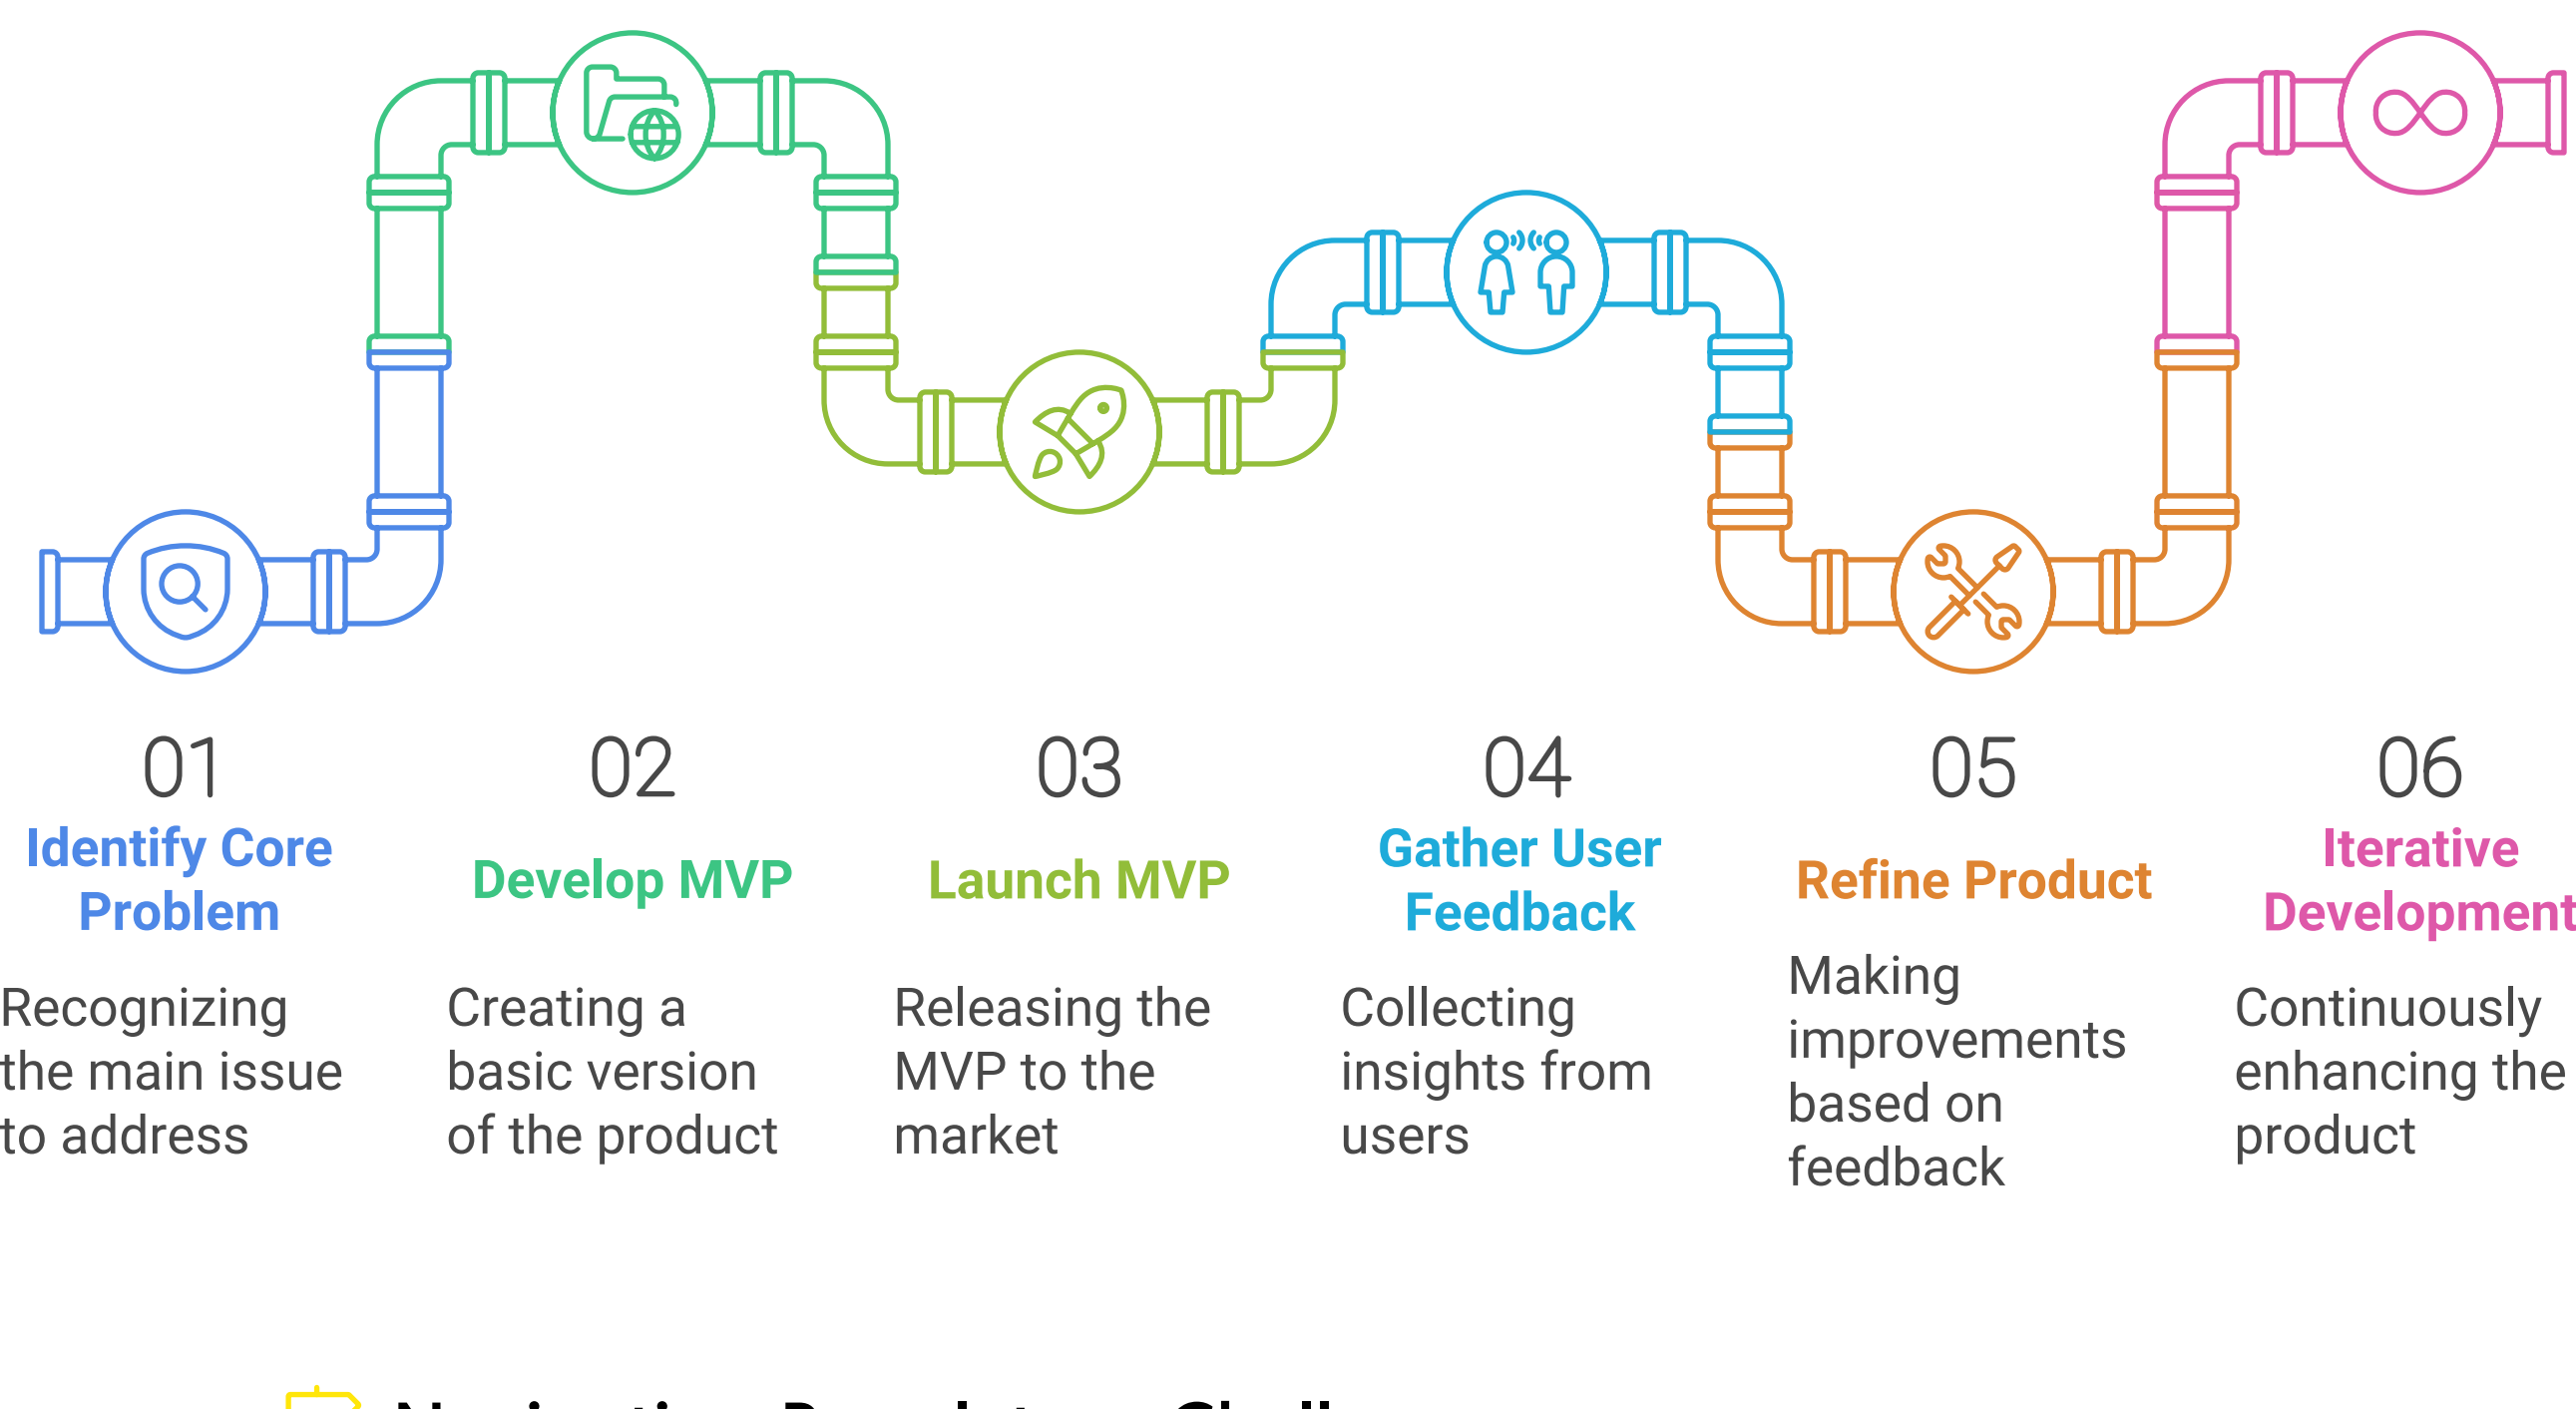 01
Identify Core
Problem
Recognizing
the main issue
to address
02
Develop MVP
Creating a
basic version
of the product
03
Launch MVP
Releasing the
MVP to the
market
04
Gather User
Feedback
Collecting
insights from
users
05
Refine Product
Making
improvements
based on
feedback
06
Iterative
Development
Continuously
enhancing the
product